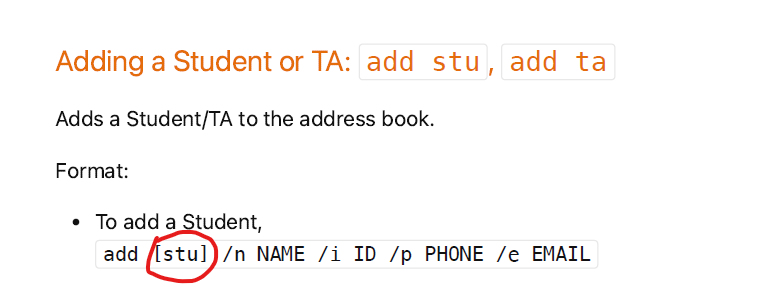 Adding a Student or TA: add stu, add ta
Adds a Student/TA to the address book.
Format:
• To add a Student,
add [stu] /n NAME /i ID /p PHONE /e EMAIL